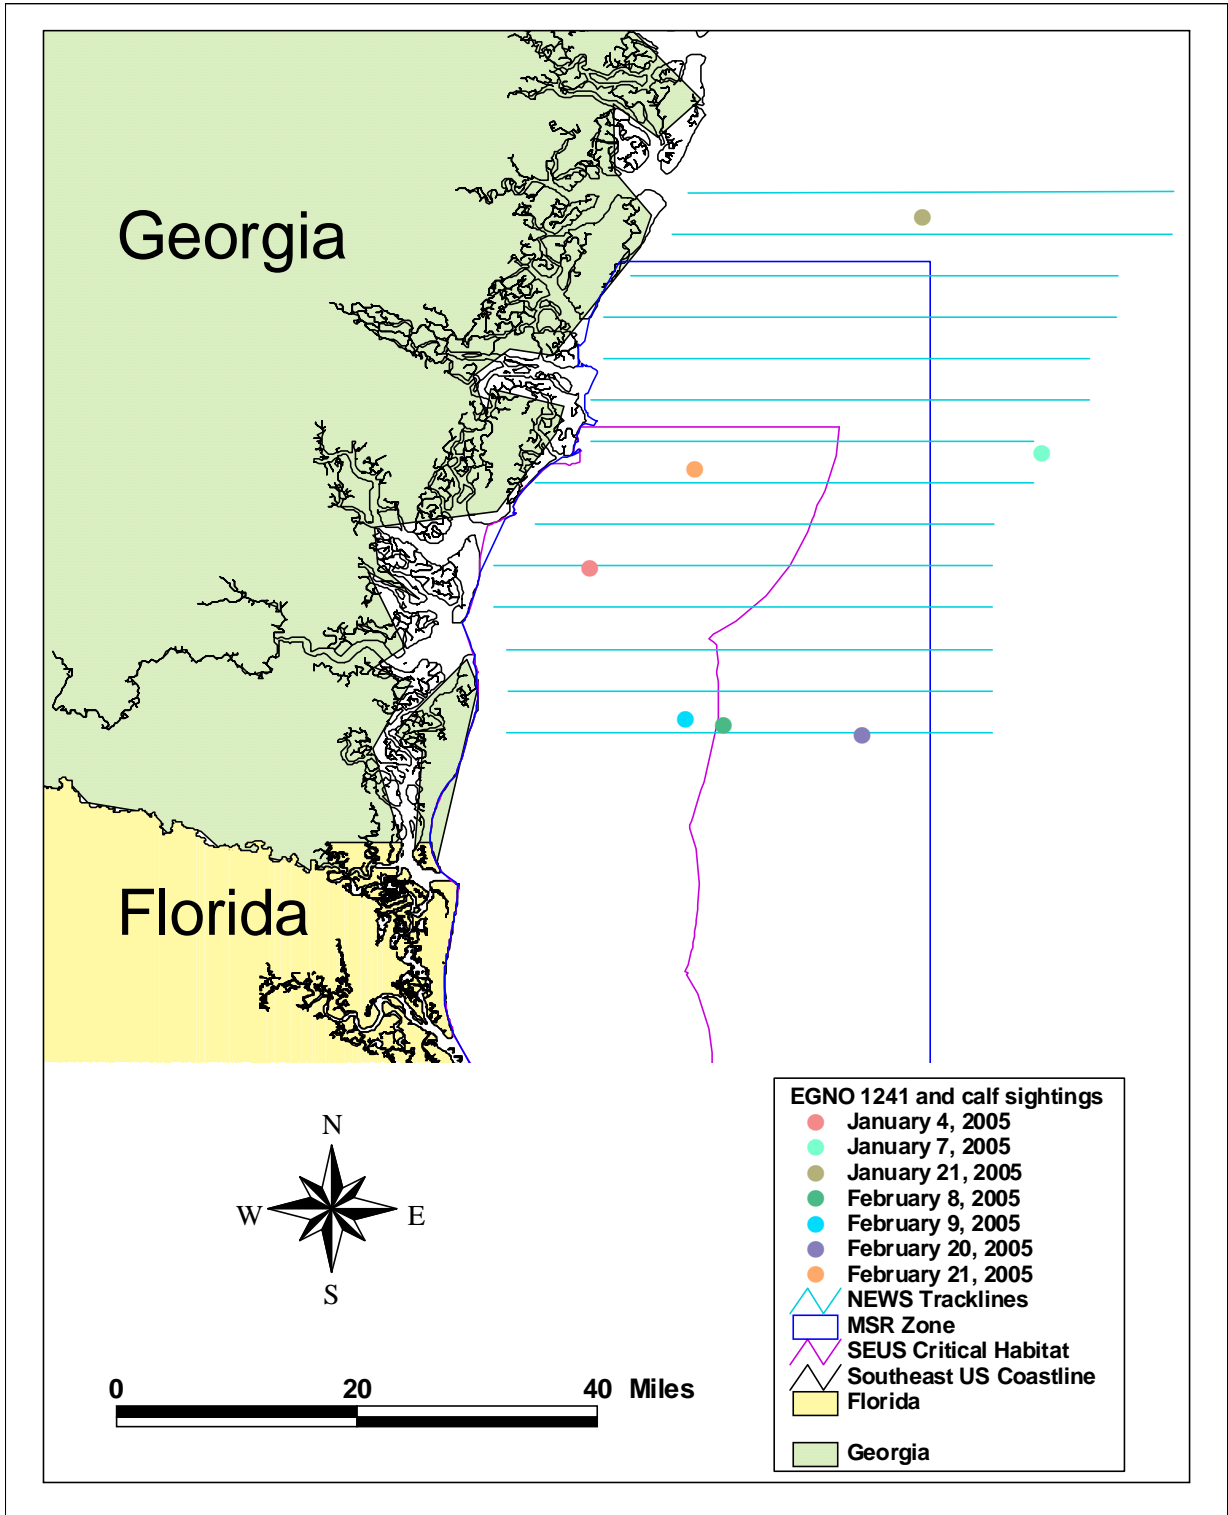 Georgia
Florida
N
W E
S
0 20 40 Miles
EGNO 1241 and calf sightings
January 4, 2005
January 7, 2005
January 21, 2005
February 8, 2005
February 9, 2005
February 20, 2005
February 21, 2005
NEWS Tracklines
MSR Zone
SEUS Critical Habitat
Southeast US Coastline
Florida
Georgia